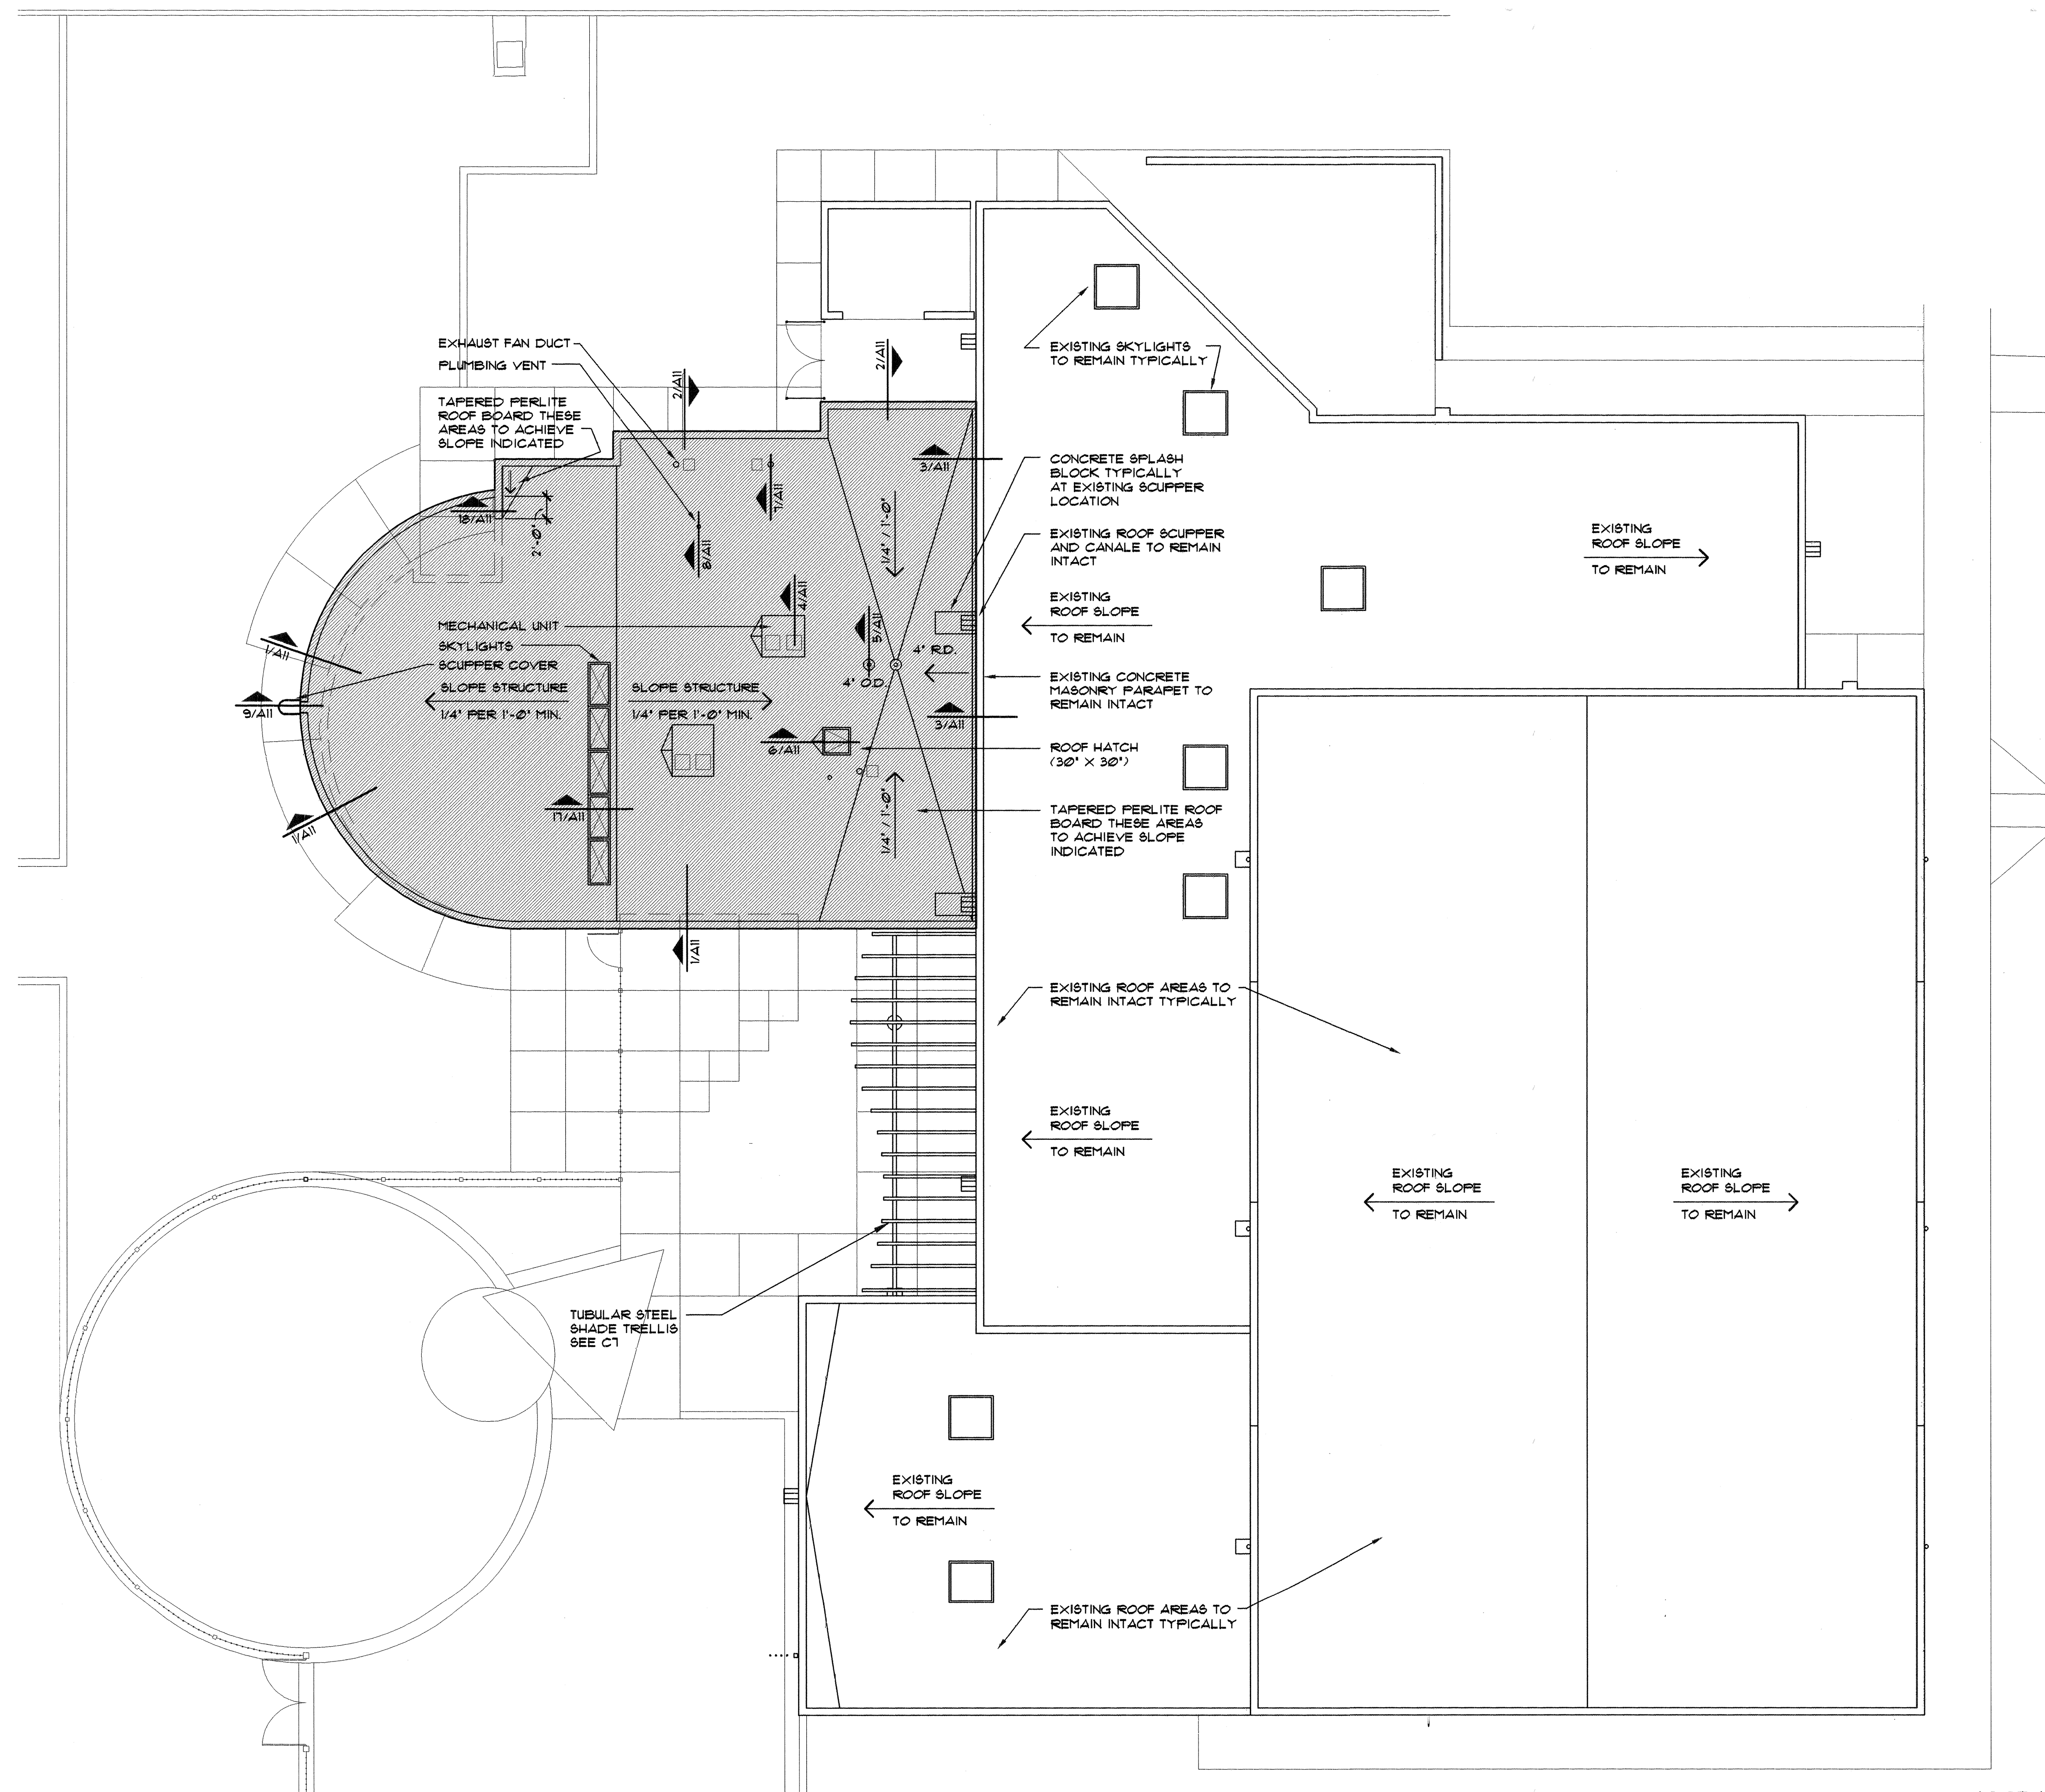 EXHAUST FAN DUCT
PLUMBING VENT
TAPERED PERLITE
ROOF BOARD THESE
AREAS TO ACHIEVE
SLOPE INDICATED
2/A11
2/A11
EXISTING SKYLIGHTS
TO REMAIN TYPICALLY
3/A11
CONCRETE SPLASH
BLOCK TYPICALLY
AT EXISTING SCUPPER
LOCATION
18/A11
2'-0"
7/A11
8/A11
1/4" / 1'-0"
EXISTING ROOF SCUPPER
AND CANALE TO REMAIN
INTACT
EXISTING
ROOF SLOPE
TO REMAIN
4/A11
5/A11
EXISTING
ROOF SLOPE
TO REMAIN
MECHANICAL UNIT
SKYLIGHTS
SCUPPER COVER
1/A11
9/A11
SLOPE STRUCTURE
1/4" PER 1'-0" MIN.
SLOPE STRUCTURE
1/4" PER 1'-0" MIN.
4" R.D.
4" O.D.
EXISTING CONCRETE
MASONRY PARAPET TO
REMAIN INTACT
3/A11
6/A11
ROOF HATCH
(30" X 30")
17/A11
1/A11
1/4" / 1'-0"
TAPERED PERLITE ROOF
BOARD THESE AREAS
TO ACHIEVE SLOPE
INDICATED
1/A11
EXISTING ROOF AREAS TO
REMAIN INTACT TYPICALLY
EXISTING
ROOF SLOPE
TO REMAIN
EXISTING
ROOF SLOPE
TO REMAIN
EXISTING
ROOF SLOPE
TO REMAIN
TUBULAR STEEL
SHADE TRELLIS
SEE C7
EXISTING
ROOF SLOPE
TO REMAIN
EXISTING ROOF AREAS TO
REMAIN INTACT TYPICALLY